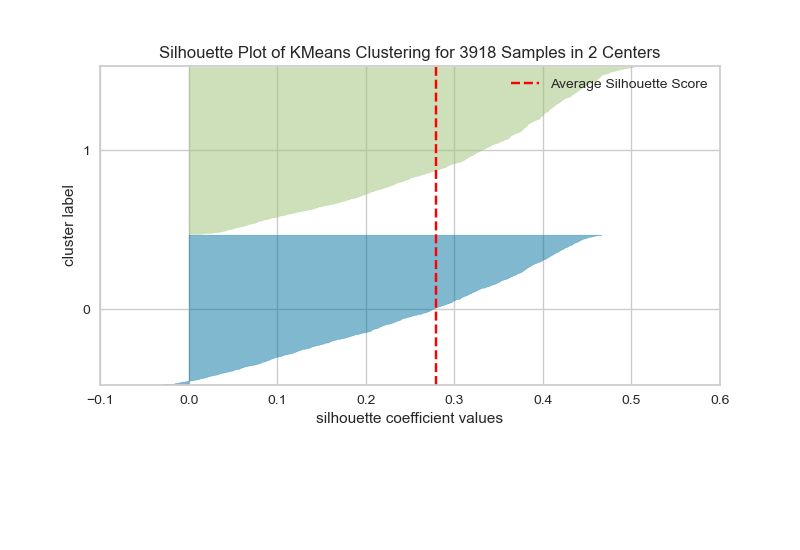 Silhouette Plot of KMeans Clustering for 3918 Samples in 2 Centers
Average Silhouette Score
1
0
cluster label
−0.1 0.0 0.1 0.2 0.3 0.4 0.5 0.6
silhouette coefficient values